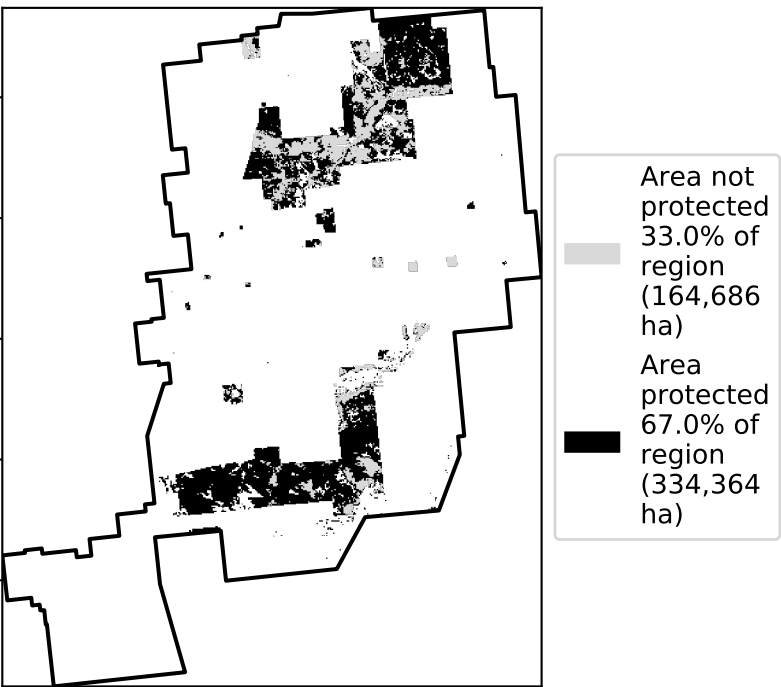 Area not
protected
33.0% of
region
(164,686
ha)
Area
protected
67.0% of
region
(334,364
ha)